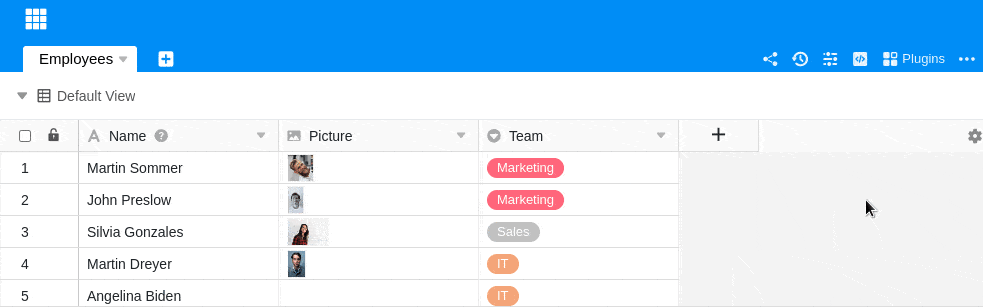 Employees
Plugins
Default View
Name ? Picture Team
1 Martin Sommer Marketing
2 John Preslow Marketing
3 Silvia Gonzales Sales
4 Martin Dreyer IT
5 Angelina Biden IT